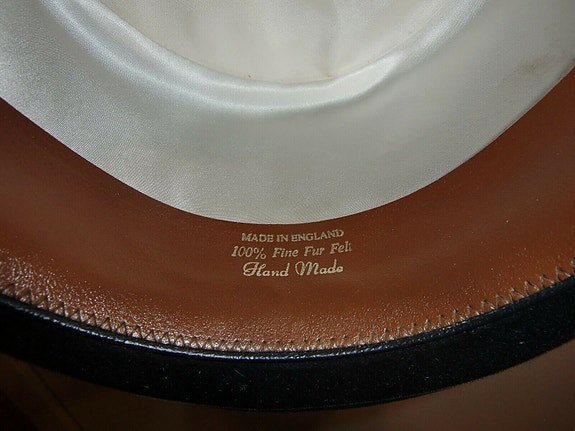 MADE IN ENGLAND
100% Fine Fur Felt
Hand Made